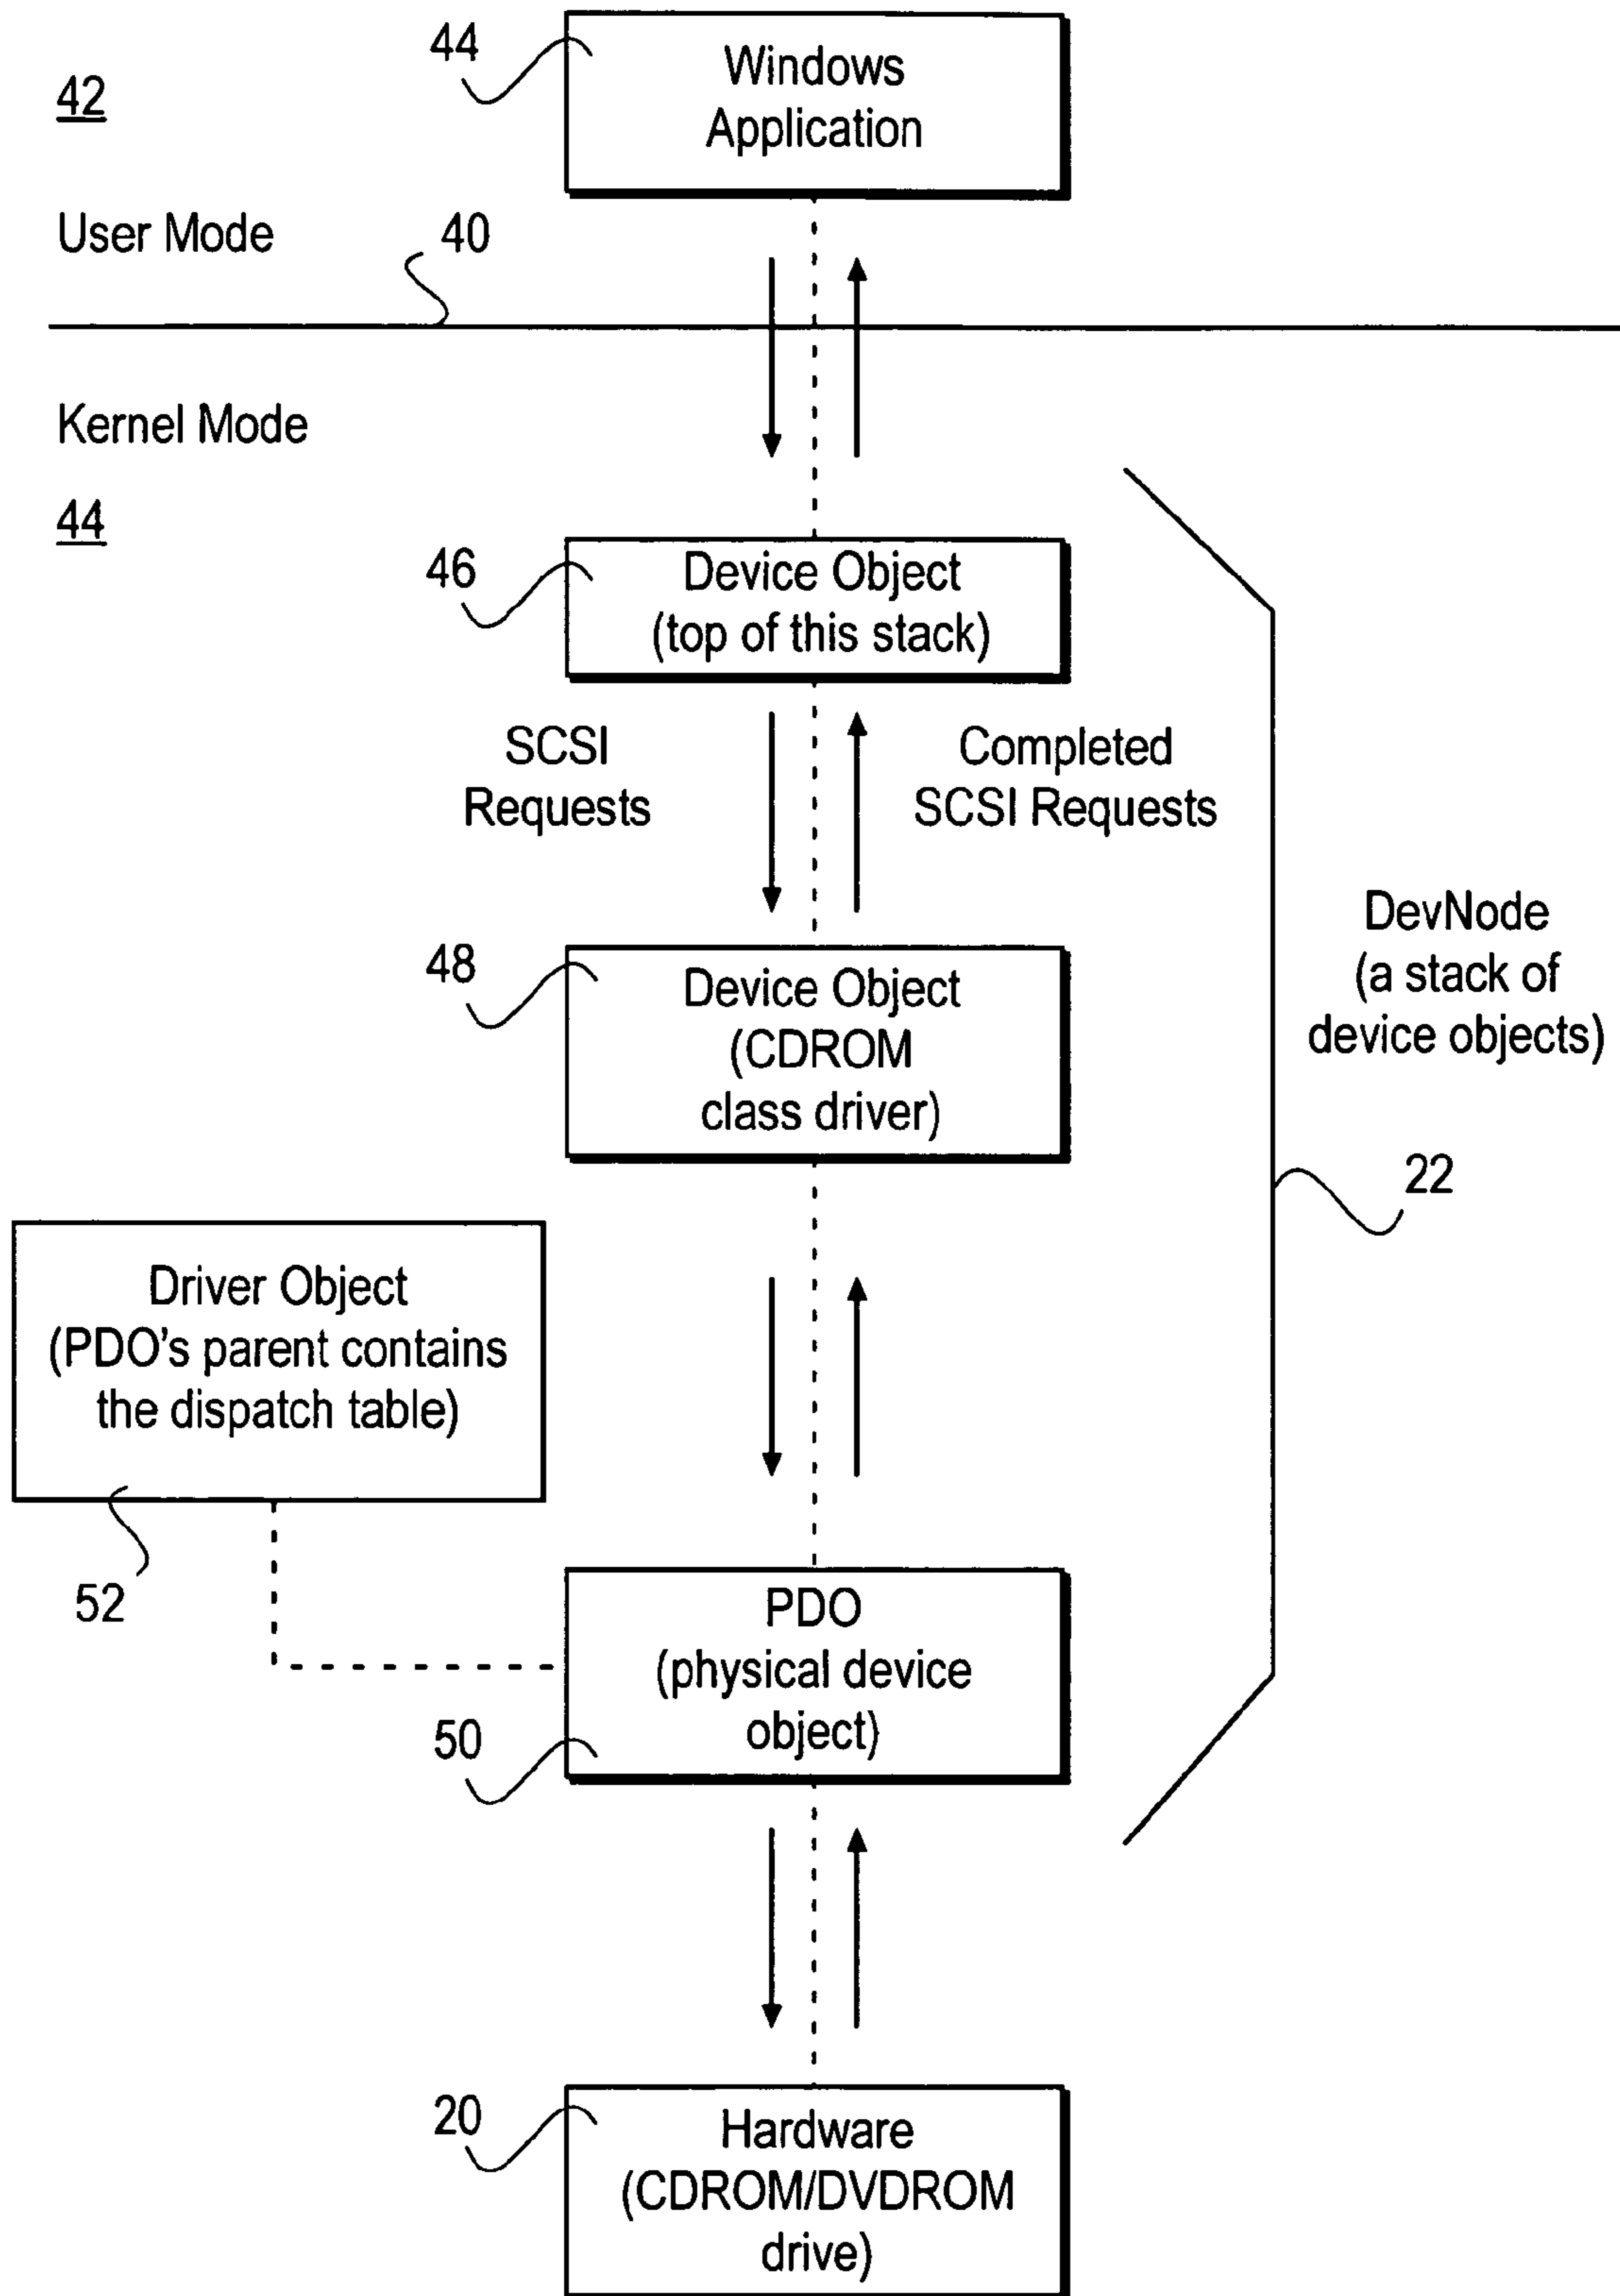 44
Windows
Application
42
User Mode
40
Kernel Mode
44
46
Device Object
(top of this stack)
SCSI
Requests
Completed
SCSI Requests
48
Device Object
(CDROM
class driver)
DevNode
(a stack of
device objects)
22
Driver Object
(PDO's parent contains
the dispatch table)
52
PDO
(physical device
object)
50
20
Hardware
(CDROM/DVDROM
drive)